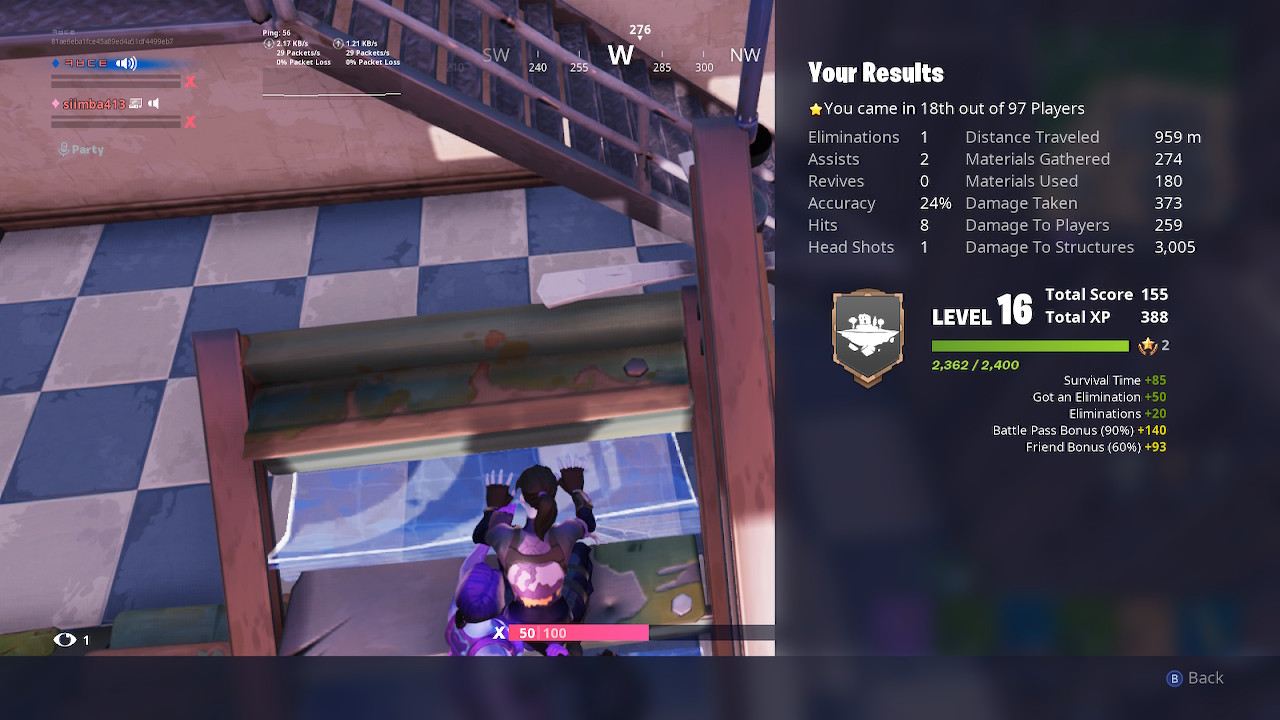 81ae6eba1fce45a89ed4a51df4499eb7
ꓞUCE
siimba413
Party
Ping: 56
2.17 KB/s 1.21 KB/s
29 Packets/s 29 Packets/s
0% Packet Loss 0% Packet Loss
276
SW 240 255 W 285 300 NW
Your Results
You came in 18th out of 97 Players
Eliminations 1 Distance Traveled 959 m
Assists 2 Materials Gathered 274
Revives 0 Materials Used 180
Accuracy 24% Damage Taken 373
Hits 8 Damage To Players 259
Head Shots 1 Damage To Structures 3,005
LEVEL 16
Total Score 155
Total XP 388
2
2,362 / 2,400
Survival Time +85
Got an Elimination +50
Eliminations +20
Battle Pass Bonus (90%) +140
Friend Bonus (60%) +93
1
X 50 100
B Back